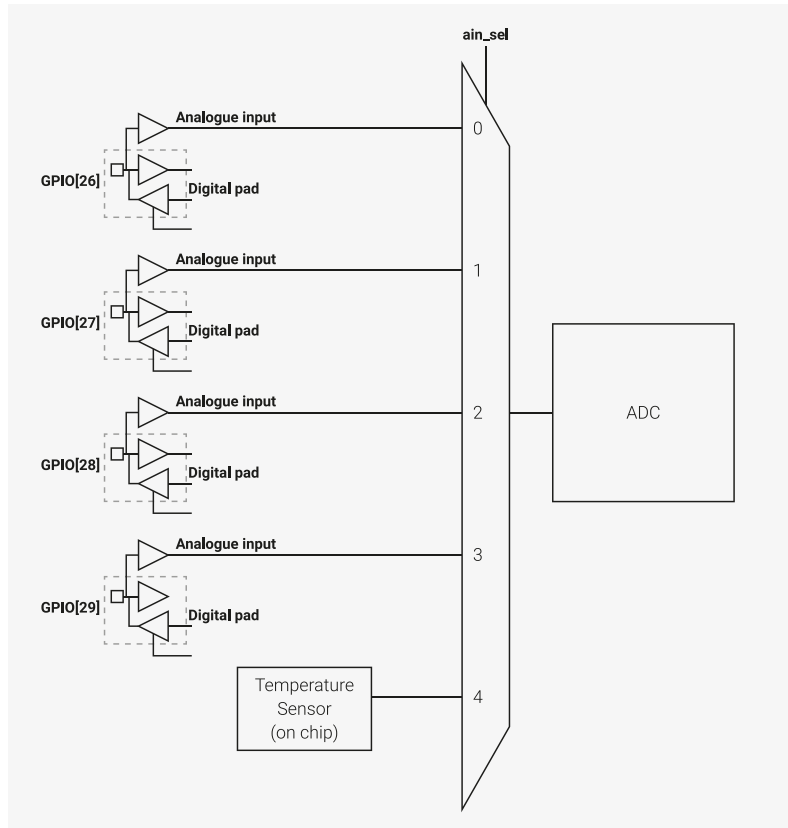 ain_sel
Analogue input
0
GPIO[26]
Digital pad
Analogue input
1
GPIO[27]
Digital pad
Analogue input
2
ADC
GPIO[28]
Digital pad
Analogue input
3
GPIO[29]
Digital pad
Temperature
Sensor
(on chip)
4